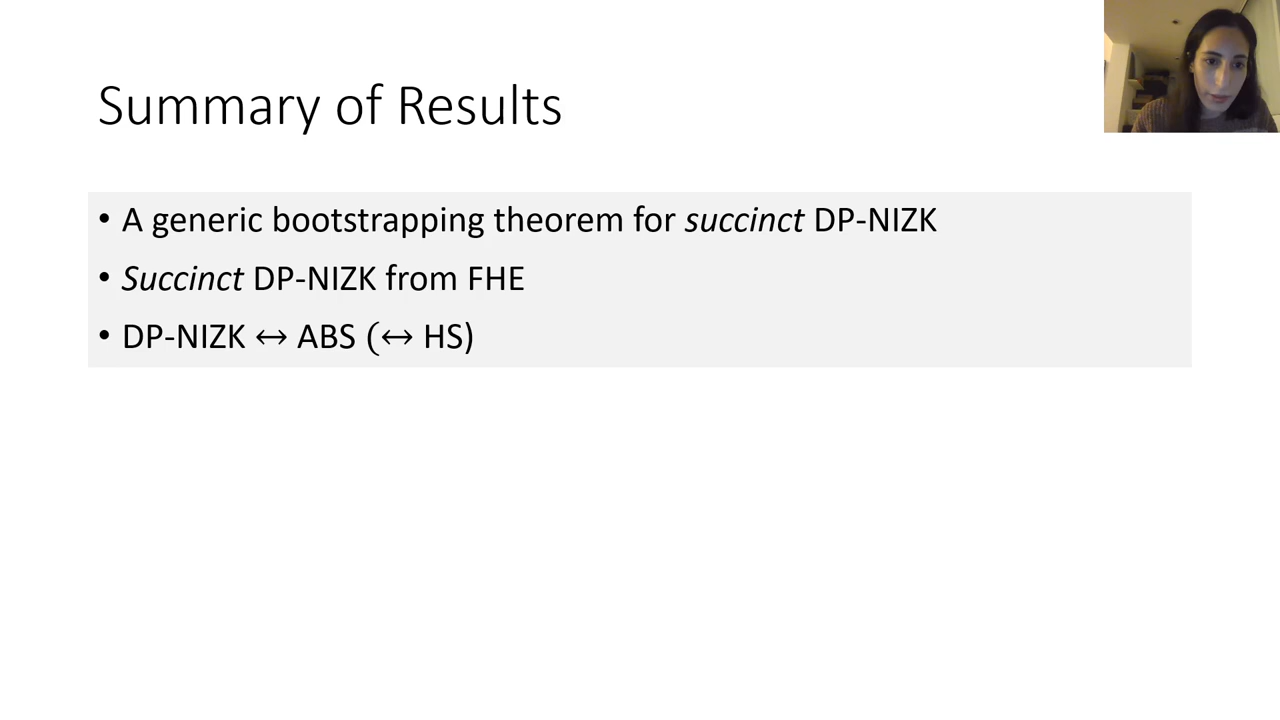 Summary of Results
• A generic bootstrapping theorem for succinct DP-NIZK
• Succinct DP-NIZK from FHE
• DP-NIZK ↔ ABS (↔ HS)